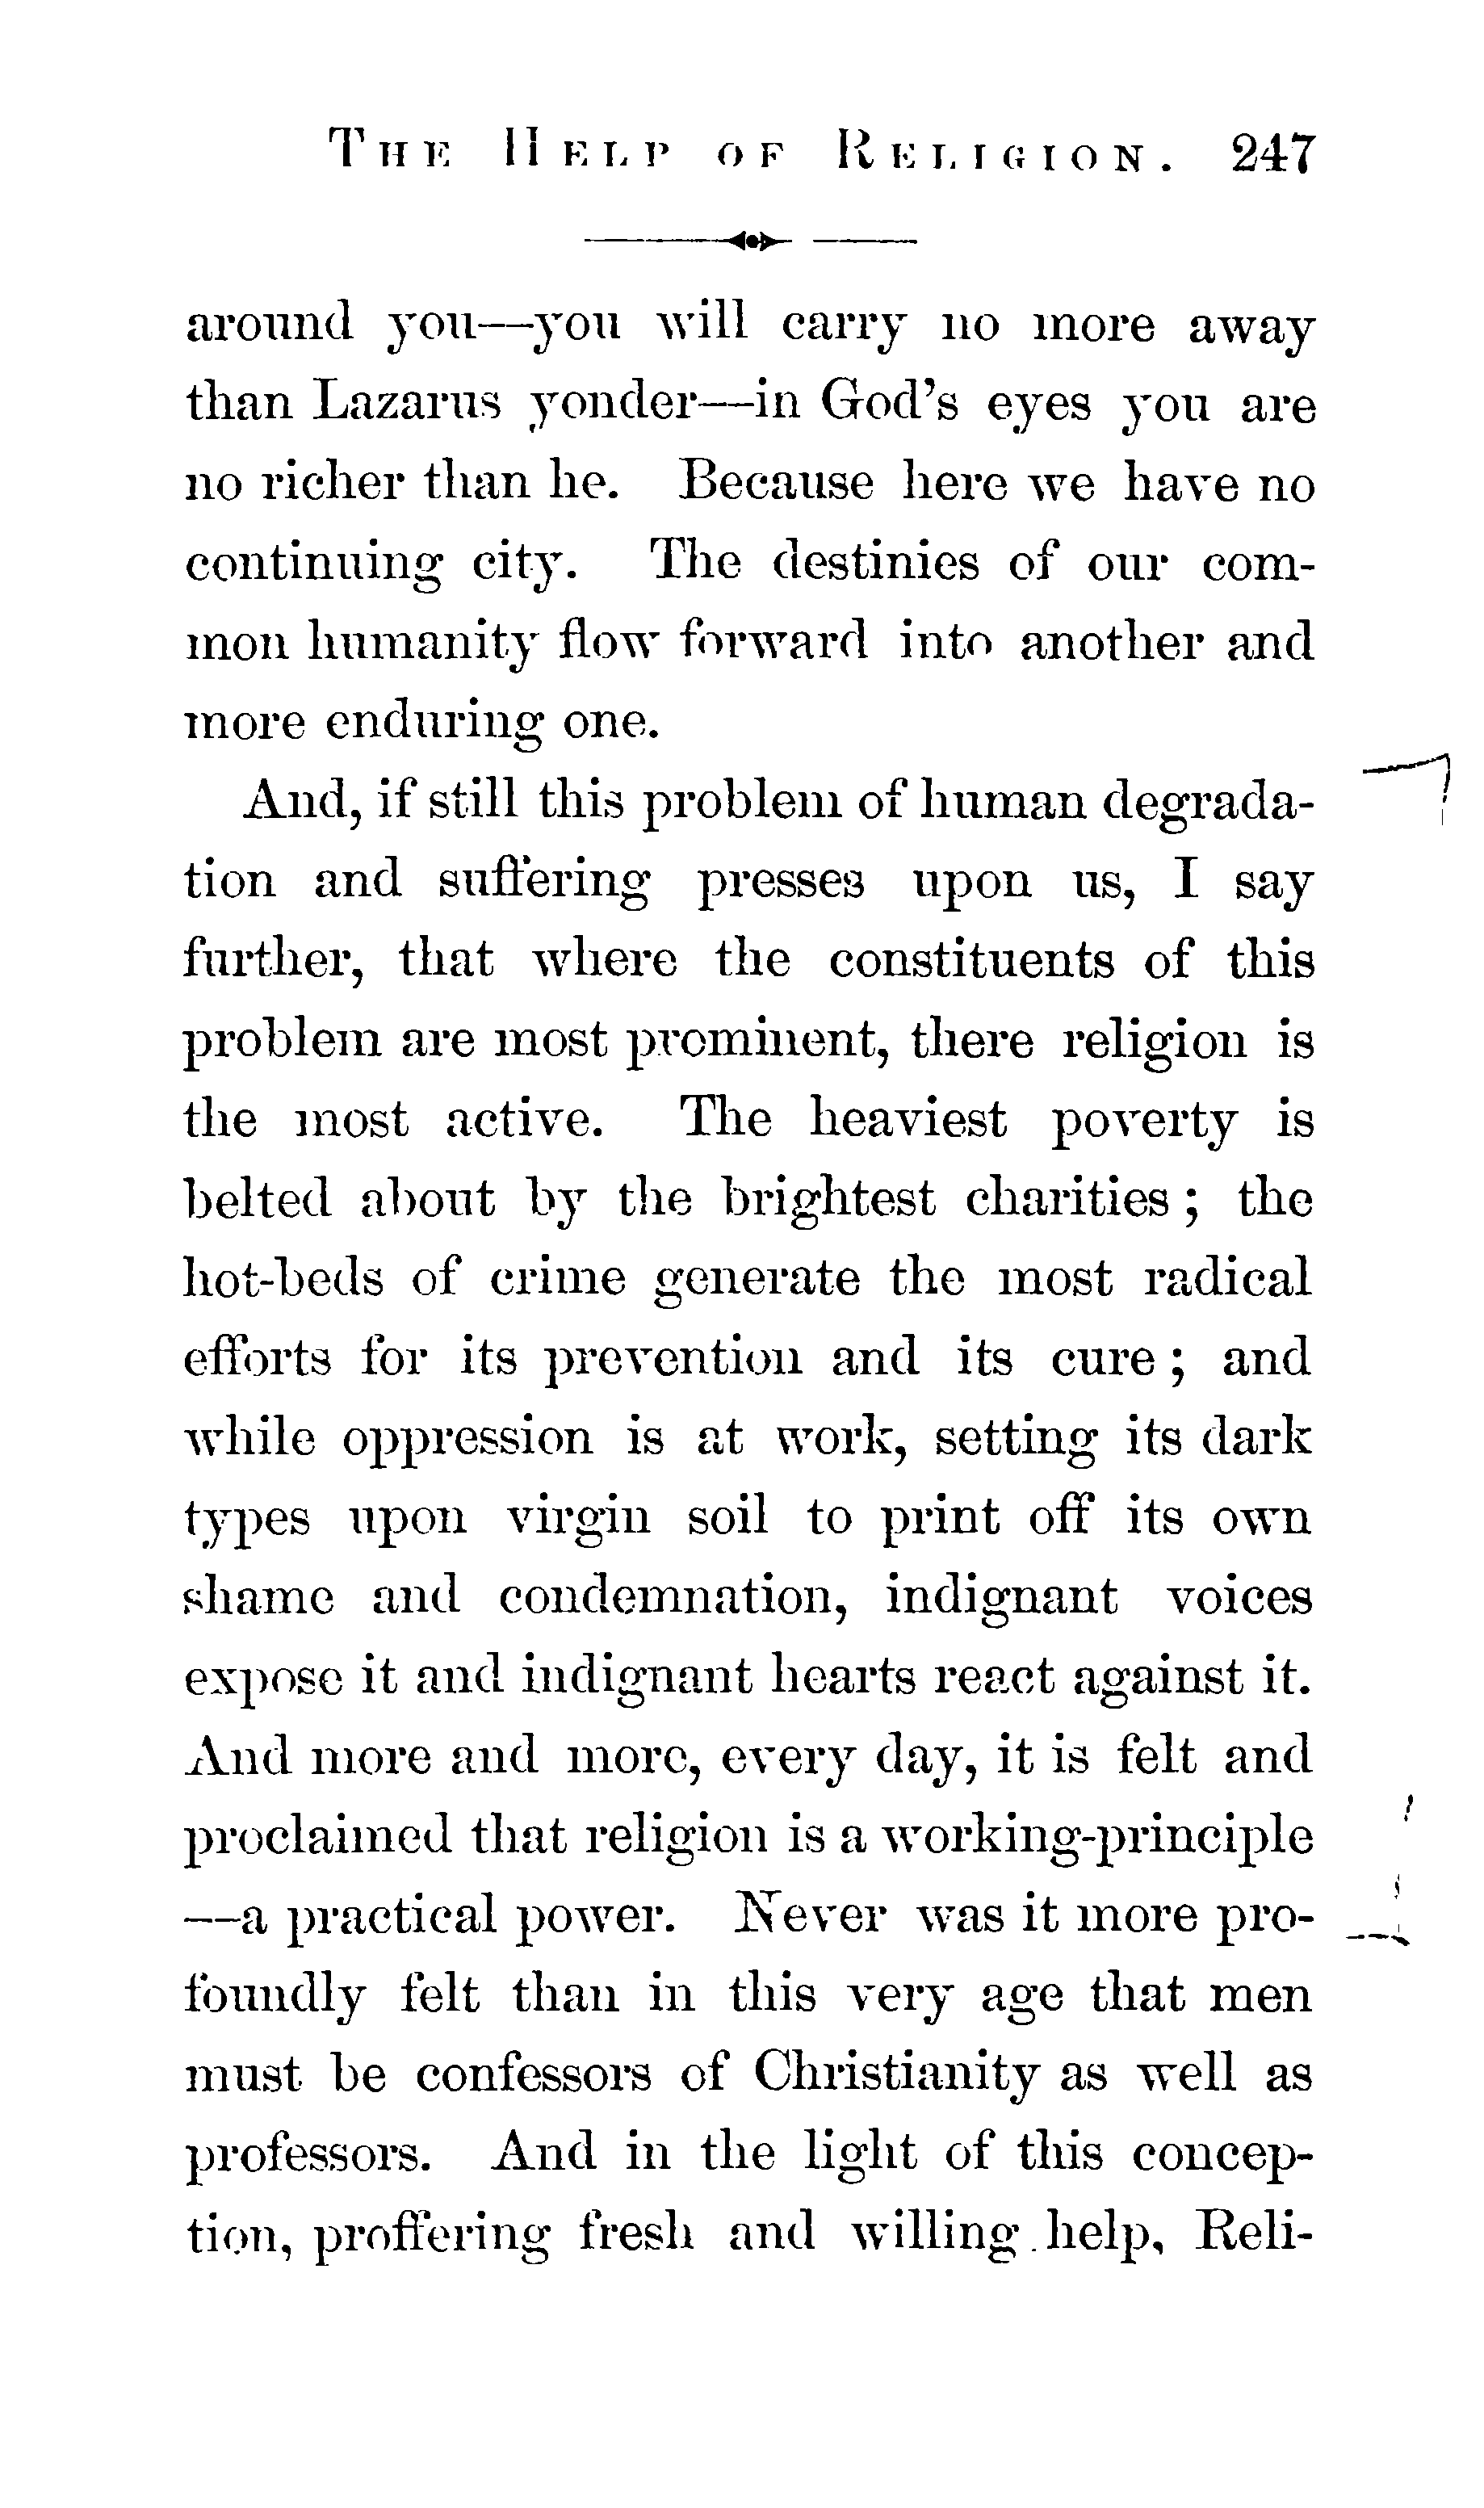 The Help of Religion. 247
around you—you will carry no more away
than Lazarus yonder—in God's eyes you are
no richer than he. Because here we have no
continuing city. The destinies of our com-
mon humanity flow forward into another and
more enduring one.
And, if still this problem of human degrada-
tion and suffering presses upon us, I say
further, that where the constituents of this
problem are most prominent, there religion is
the most active. The heaviest poverty is
belted about by the brightest charities; the
hot-beds of crime generate the most radical
efforts for its prevention and its cure; and
while oppression is at work, setting its dark
types upon virgin soil to print off its own
shame and condemnation, indignant voices
expose it and indignant hearts react against it.
And more and more, every day, it is felt and
proclaimed that religion is a working-principle
—a practical power. Never was it more pro-
foundly felt than in this very age that men
must be confessors of Christianity as well as
professors. And in the light of this concep-
tion, proffering fresh and willing help, Reli-